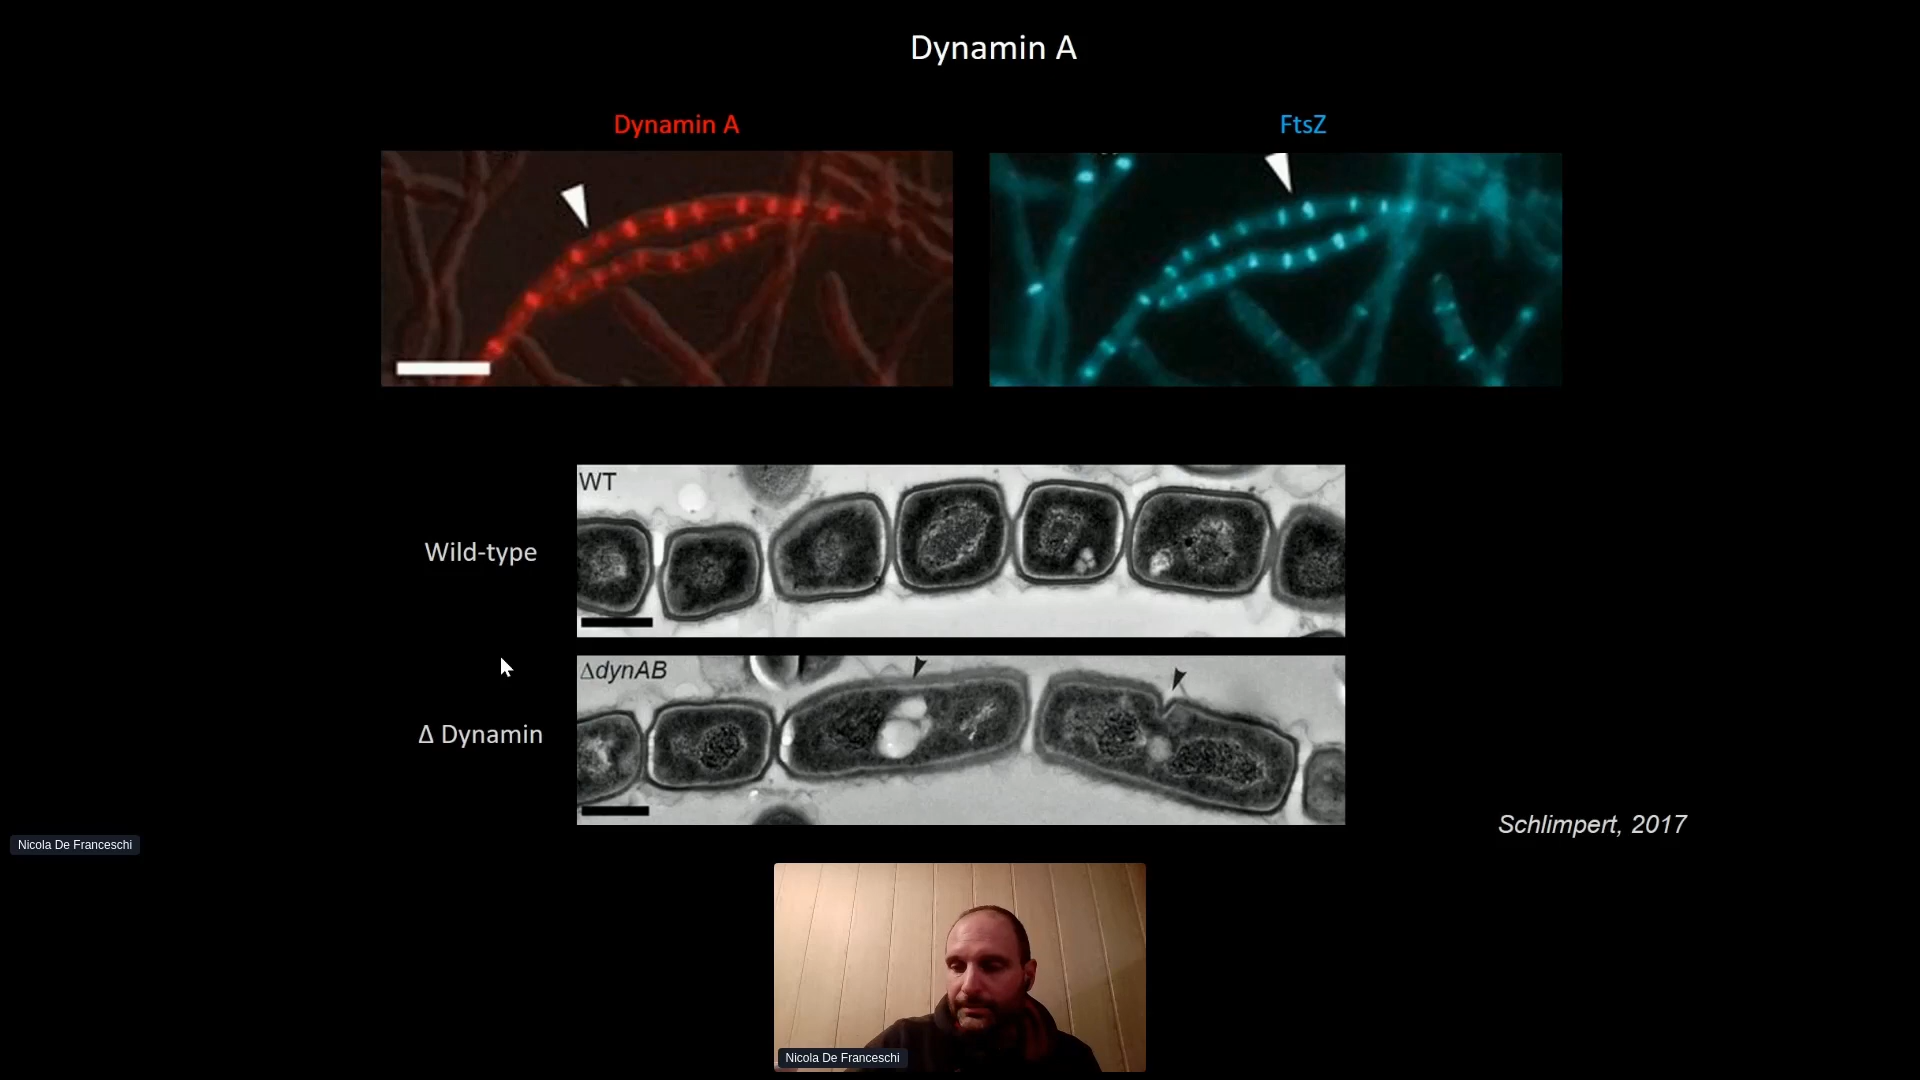 Dynamin A
Dynamin A
FtsZ
WT
Wild-type
ΔdynAB
Δ Dynamin
Schlimpert, 2017
Nicola De Franceschi
Nicola De Franceschi